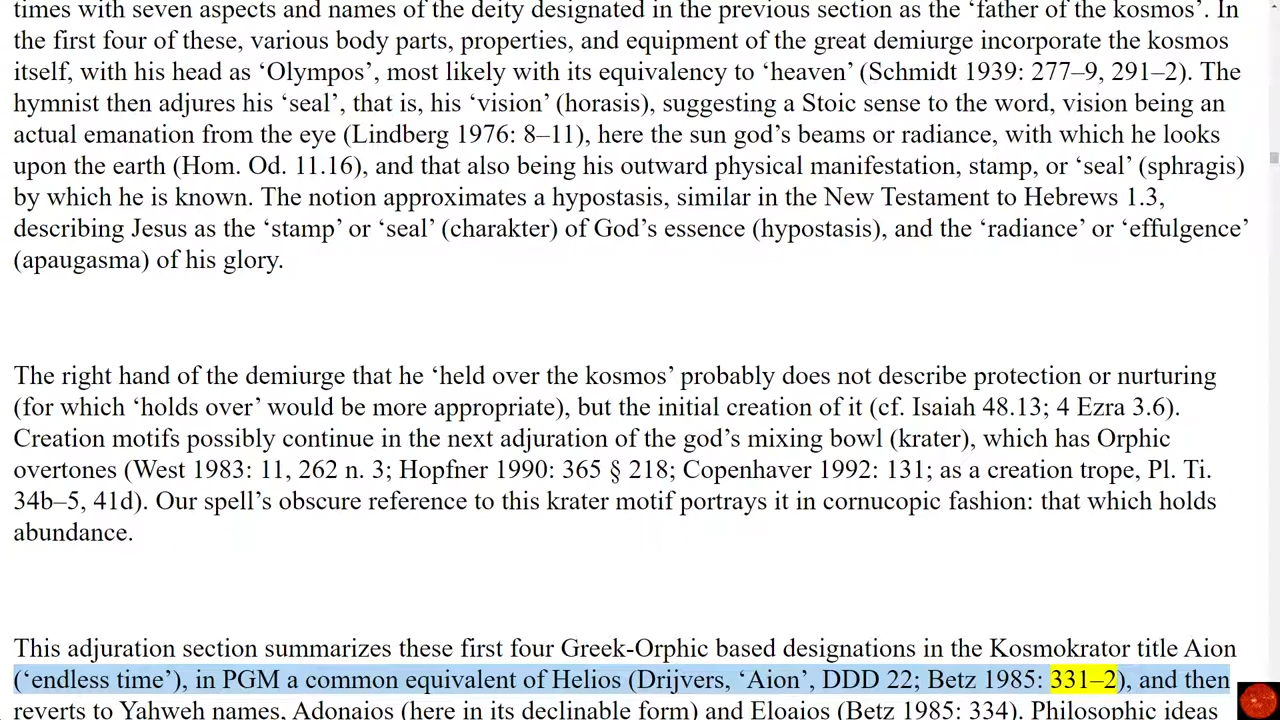 times with seven aspects and names of the deity designated in the previous section as the ‘father of the kosmos’. In
the first four of these, various body parts, properties, and equipment of the great demiurge incorporate the kosmos
itself, with his head as ‘Olympos’, most likely with its equivalency to ‘heaven’ (Schmidt 1939: 277–9, 291–2). The
hymnist then adjures his ‘seal’, that is, his ‘vision’ (horasis), suggesting a Stoic sense to the word, vision being an
actual emanation from the eye (Lindberg 1976: 8–11), here the sun god’s beams or radiance, with which he looks
upon the earth (Hom. Od. 11.16), and that also being his outward physical manifestation, stamp, or ‘seal’ (sphragis)
by which he is known. The notion approximates a hypostasis, similar in the New Testament to Hebrews 1.3,
describing Jesus as the ‘stamp’ or ‘seal’ (charakter) of God’s essence (hypostasis), and the ‘radiance’ or ‘effulgence’
(apaugasma) of his glory.
The right hand of the demiurge that he ‘held over the kosmos’ probably does not describe protection or nurturing
(for which ‘holds over’ would be more appropriate), but the initial creation of it (cf. Isaiah 48.13; 4 Ezra 3.6).
Creation motifs possibly continue in the next adjuration of the god’s mixing bowl (krater), which has Orphic
overtones (West 1983: 11, 262 n. 3; Hopfner 1990: 365 § 218; Copenhaver 1992: 131; as a creation trope, Pl. Ti.
34b–5, 41d). Our spell’s obscure reference to this krater motif portrays it in cornucopic fashion: that which holds
abundance.
This adjuration section summarizes these first four Greek-Orphic based designations in the Kosmokrator title Aion
(‘endless time’), in PGM a common equivalent of Helios (Drijvers, ‘Aion’, DDD 22; Betz 1985: 331–2), and then
reverts to Yahweh names, Adonaios (here in its declinable form) and Eloaios (Betz 1985: 334). Philosophic ideas